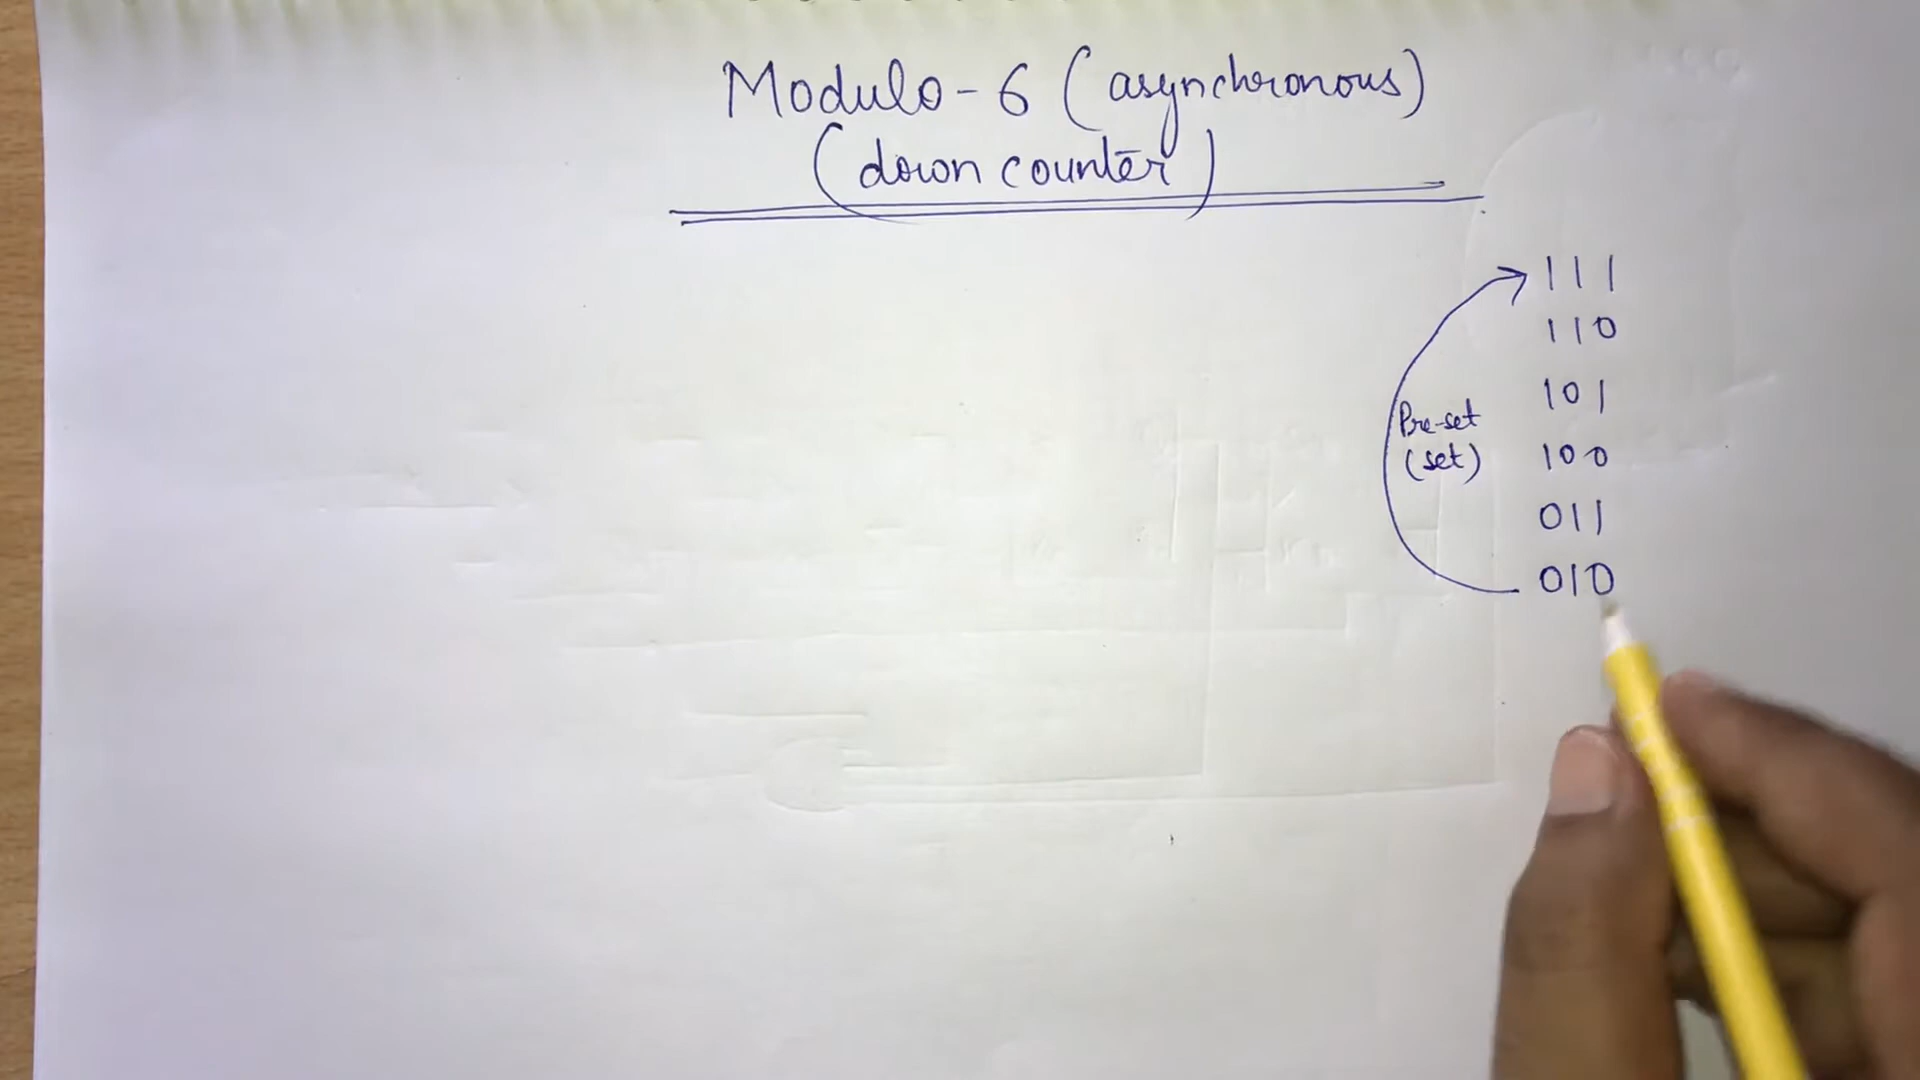 Modulo-6 (asynchronous)
(down counter)
111
110
101
Pre-set
(set)
100
011
010